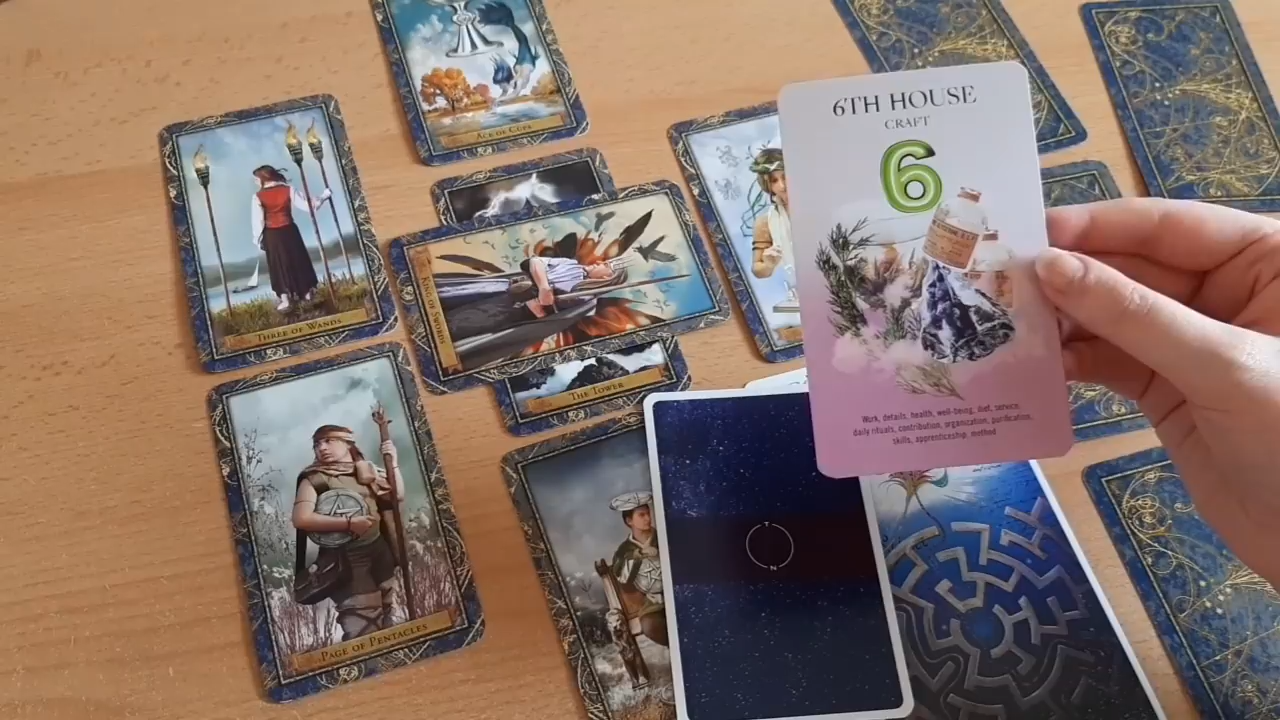 ACE OF CUPS
6TH HOUSE
CRAFT
6
THREE OF WANDS
KING OF SWORDS
THE TOWER
Work, details, health, well-being, diet, service
daily rituals, contribution, organization, purification,
skills, apprenticeship, method
PAGE OF PENTACLES
T
N